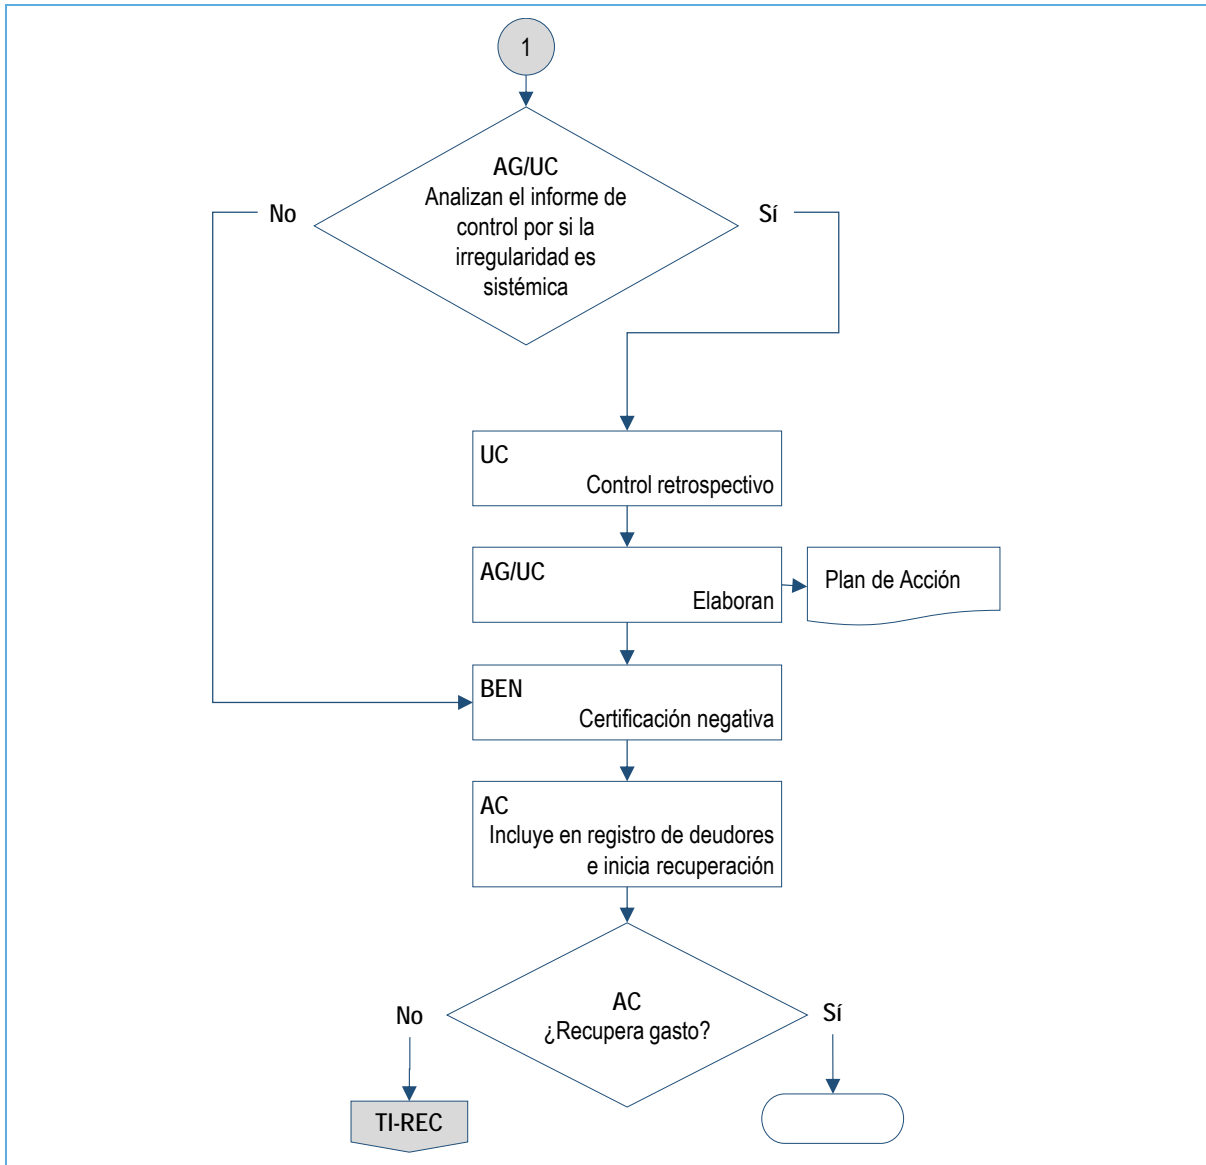 1
AG/UC
Analizan el informe de
control por si la
irregularidad es
sistémica
No
Sí
UC
Control retrospectivo
AG/UC
Elaboran
Plan de Acción
BEN
Certificación negativa
AC
Incluye en registro de deudores
e inicia recuperación
AC
¿Recupera gasto?
No
Sí
TI-REC